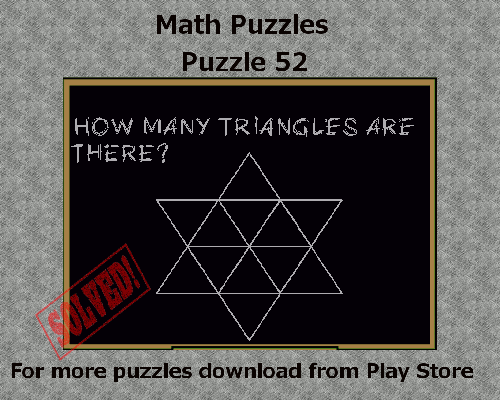 Math Puzzles
Puzzle 52
HOW MANY TRIANGLES ARE
THERE?
SOLVED!
For more puzzles download from Play Store